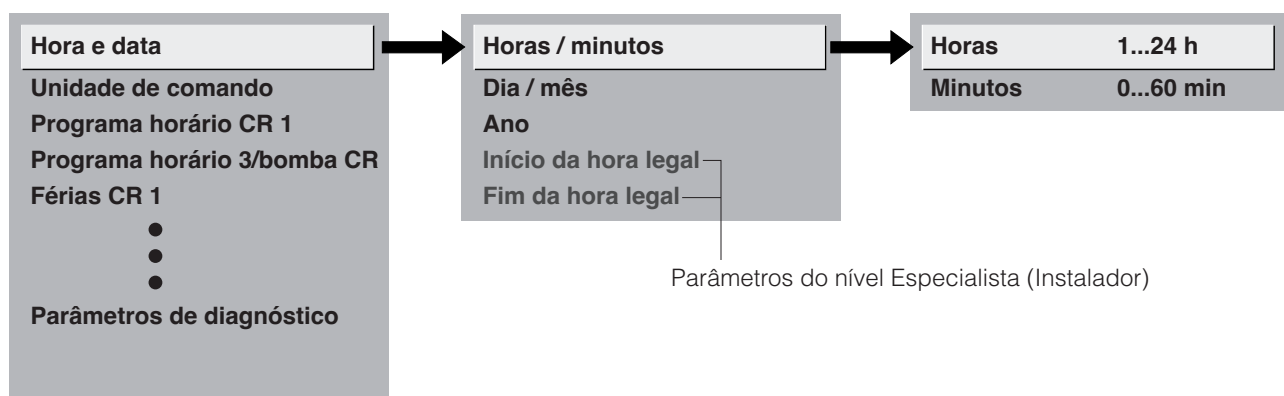 Hora e data
Unidade de comando
Programa horário CR 1
Programa horário 3/bomba CR
Férias CR 1
Parâmetros de diagnóstico
Horas / minutos
Dia / mês
Ano
Início da hora legal
Fim da hora legal
Horas 1...24 h
Minutos 0...60 min
Parâmetros do nível Especialista (Instalador)